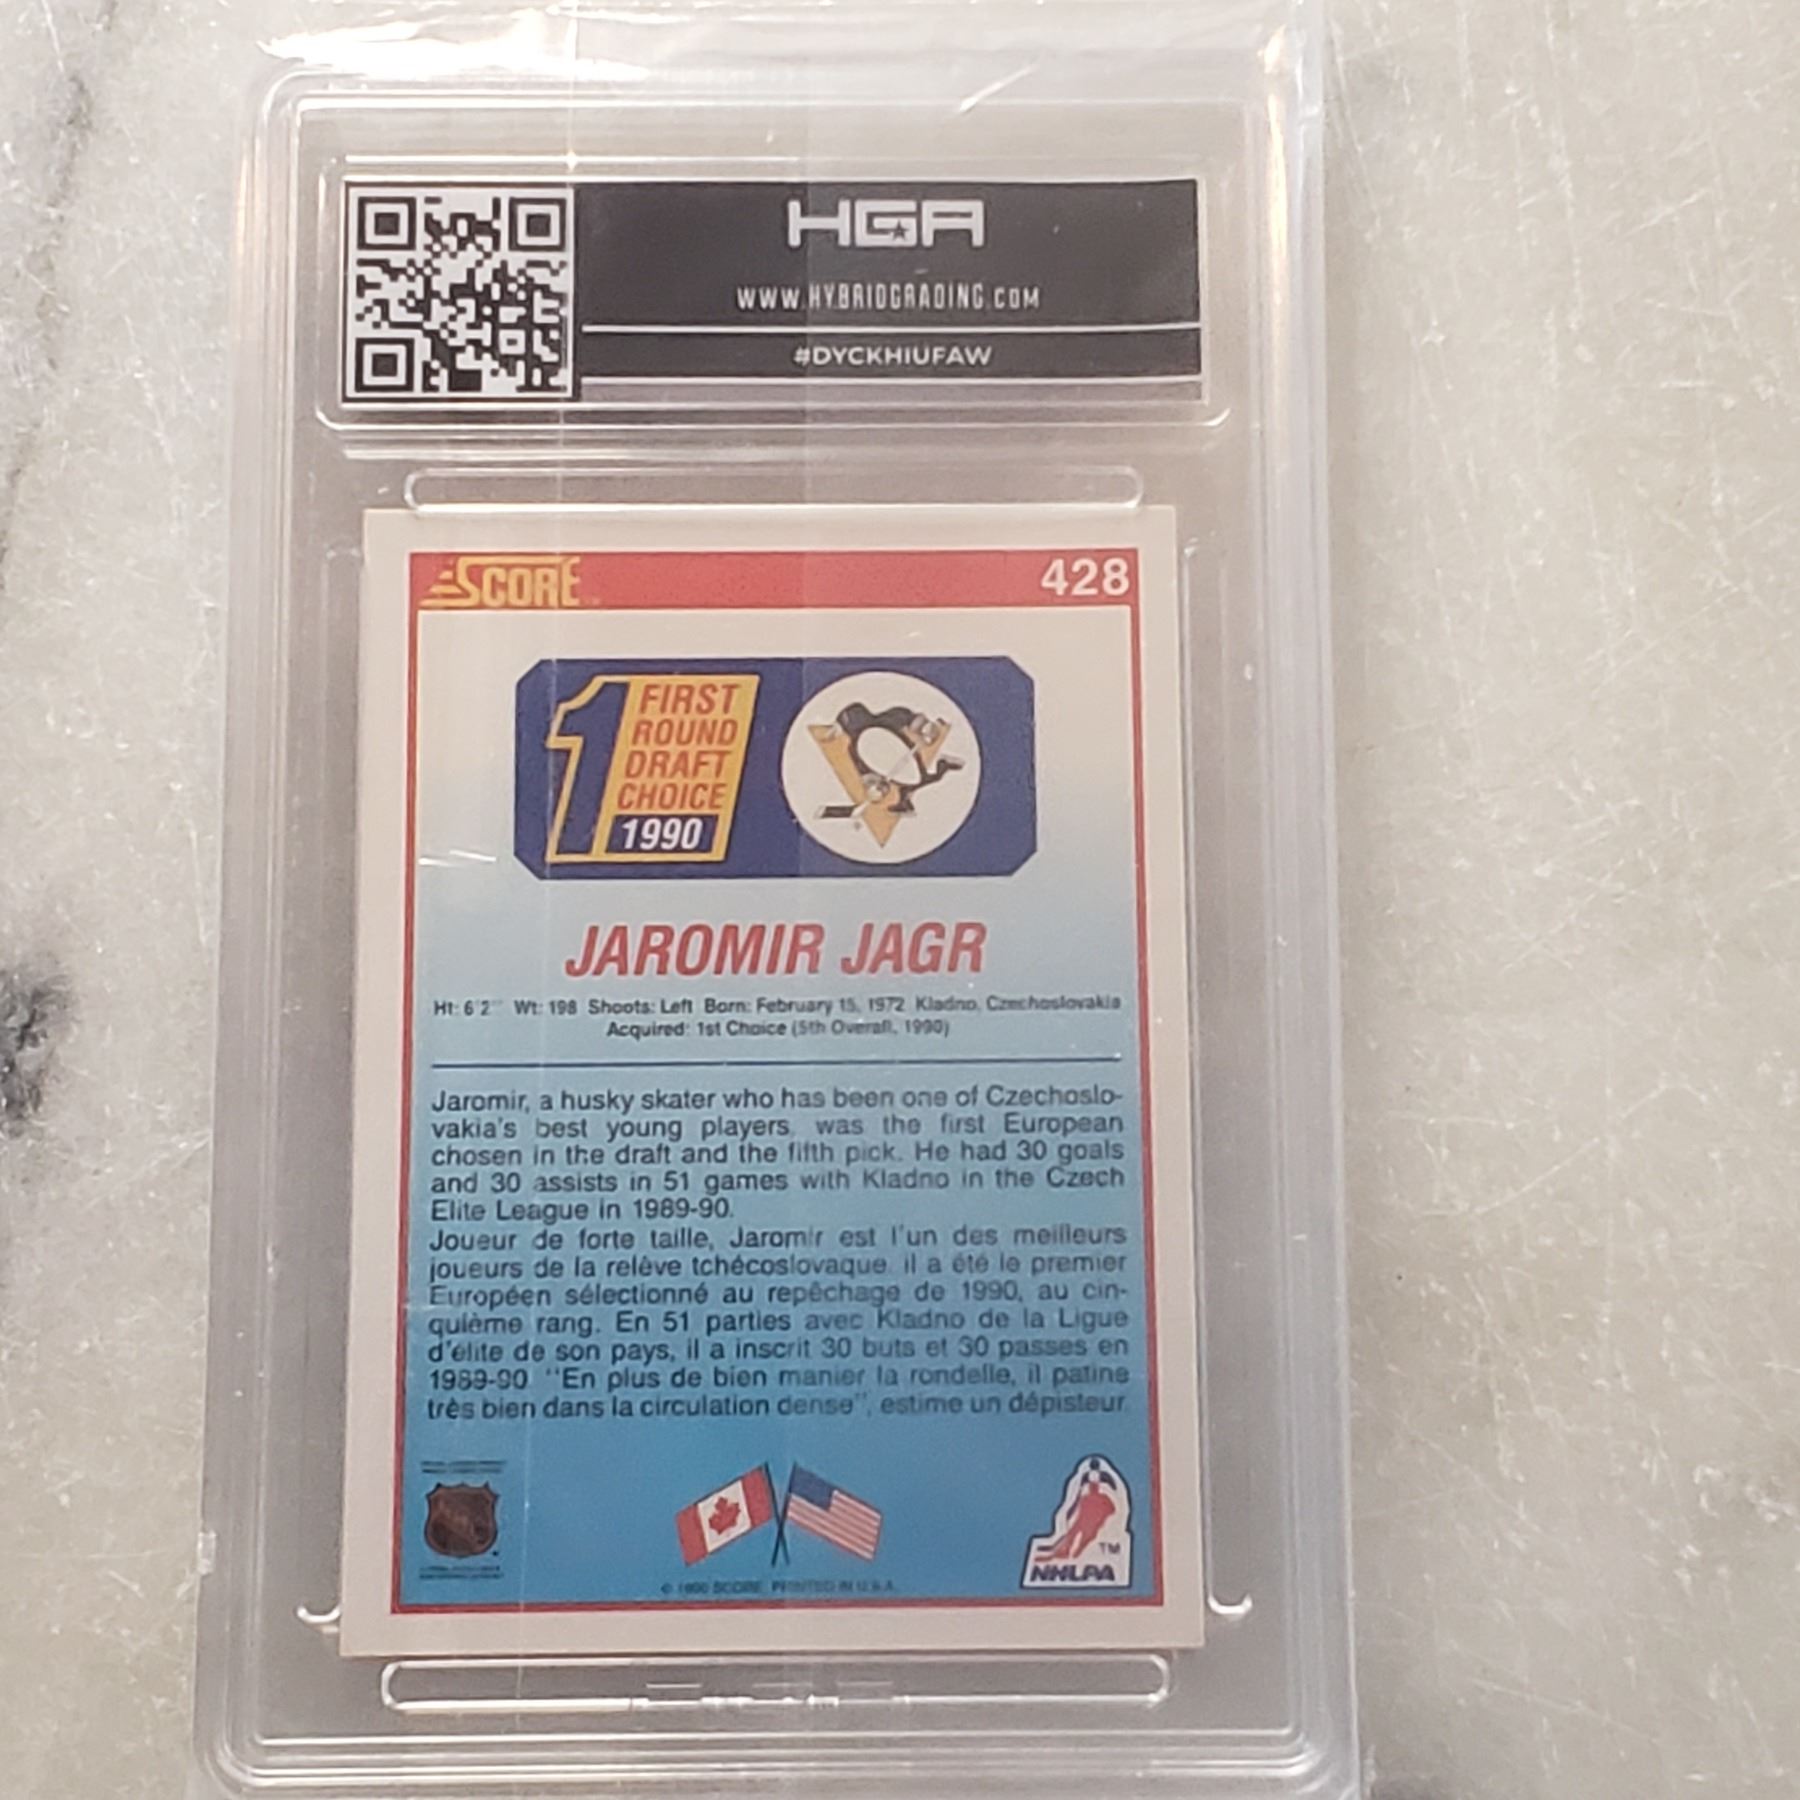 HGA
WWW.HYBRIDGRADING.COM
#DYCKHIUFAW
SCORE
428
1 FIRST
ROUND
DRAFT
CHOICE
1990
JAROMIR JAGR
Ht: 6'2" Wt: 198 Shoots: Left Born: February 15, 1972 Kladno, Czechoslovakia
Acquired: 1st Choice (5th Overall, 1990)
Jaromir, a husky skater who has been one of Czechoslo-
vakia's best young players, was the first European
chosen in the draft and the fifth pick. He had 30 goals
and 30 assists in 51 games with Kladno in the Czech
Elite League in 1989-90.
Joueur de forte taille, Jaromir est l'un des meilleurs
joueurs de la relève tchécoslovaque. il a été le premier
Européen sélectionné au repêchage de 1990, au cin-
quième rang. En 51 parties avec Kladno de la Ligue
d'élite de son pays, il a inscrit 30 buts et 30 passes en
1989-90 "En plus de bien manier la rondelle, il patine
très bien dans la circulation dense", estime un dépisteur.
TM
NHLPA
© 1990 SCORE, PRINTED IN U.S.A.